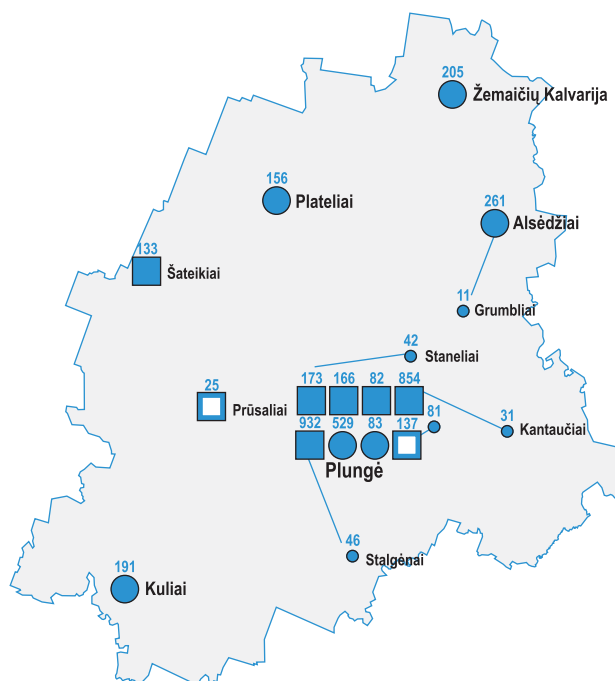 205
Žemaičių Kalvarija
156
Plateliai
261
Alsėdžiai
133
Šateikiai
11
Grumbliai
42
Staneliai
25
Prūsaliai
173 166 82 854
81
31
Kantaučiai
932 529 83 137
Plungė
46
Stalgėnai
191
Kuliai